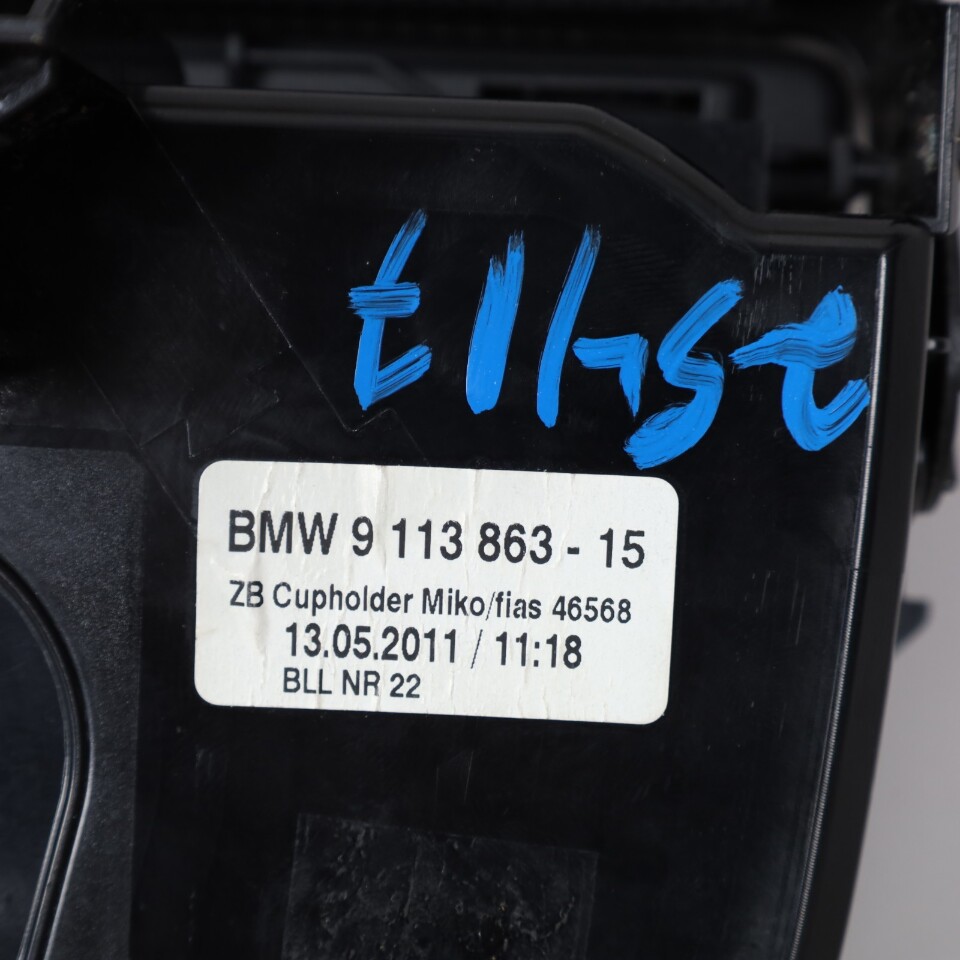 BMW 9 113 863 - 15
ZB Cupholder Miko/fias 46568
13.05.2011 / 11:18
BLL NR 22